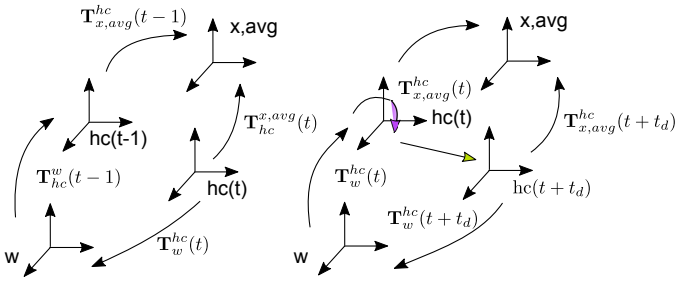 T^{hc}_{x,avg}(t − 1)
x,avg
hc(t-1)
T^{x,avg}_{hc}(t)
T^{w}_{hc}(t − 1)
hc(t)
w
T^{hc}_{w}(t)
x,avg
T^{hc}_{x,avg}(t)
hc(t)
T^{hc}_{x,avg}(t + t_d)
T^{hc}_{w}(t)
hc(t + t_d)
T^{hc}_{w}(t + t_d)
w